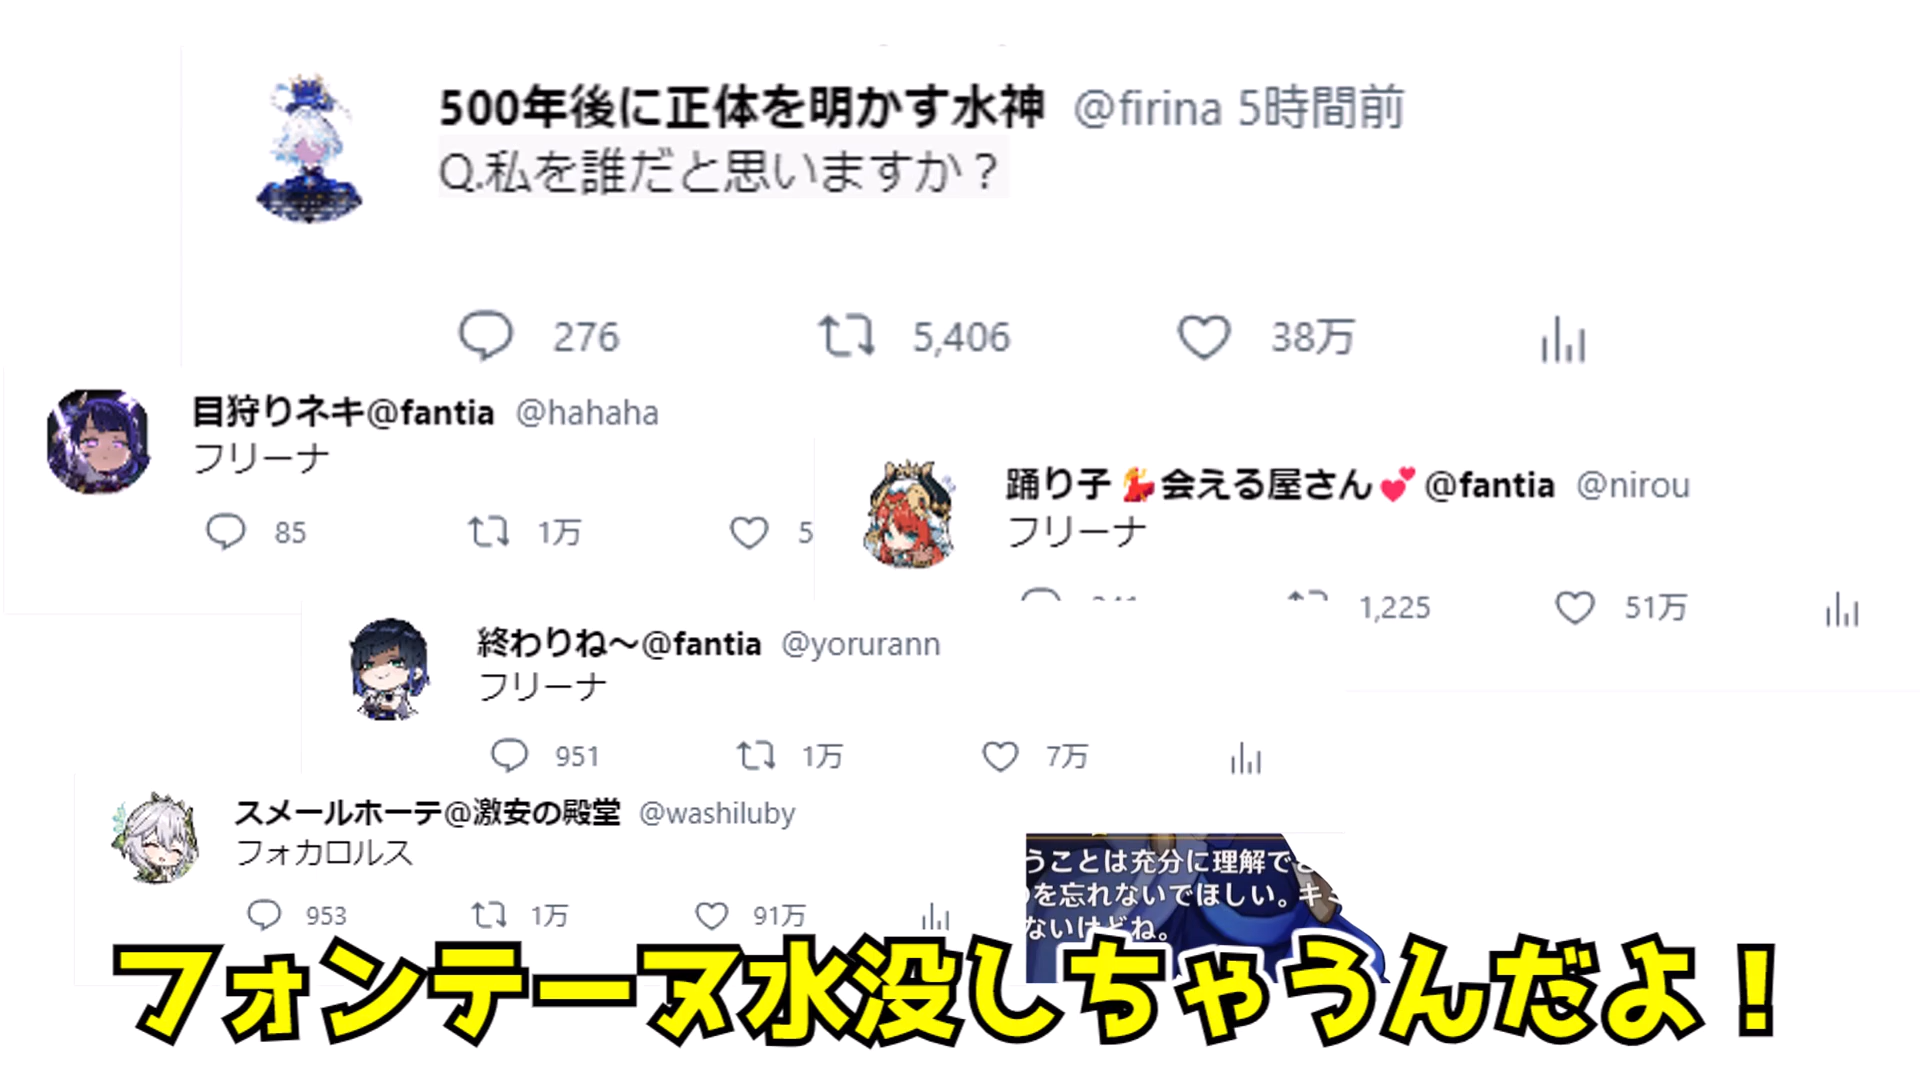 500年後に正体を明かす水神 @firina 5時間前
Q.私を誰だと思いますか？
276 5,406 38万
目狩りネキ@fantia @hahaha
フリーナ
85 1万 5
踊り子💃会える屋さん💕@fantia @nirou
フリーナ
1,225 51万
終わりね～@fantia @yorurann
フリーナ
951 1万 7万
スメールホーテ@激安の殿堂 @washiluby
フォカロルス
953 1万 91万
うことは充分に理解で
を忘れないでほしい。キミ
ないけどね。
フォンテーヌ水没しちゃうんだよ！